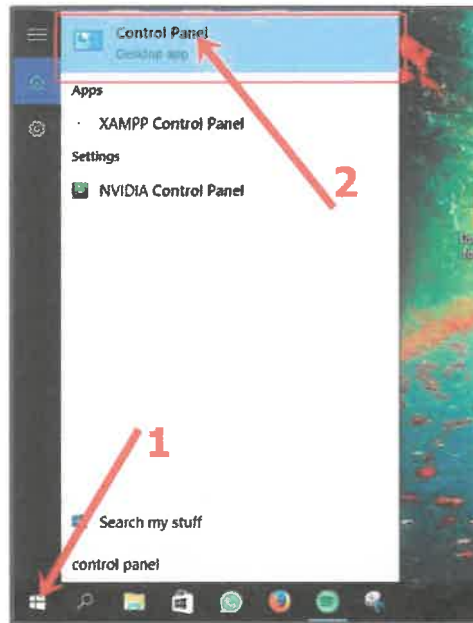 Control Panel
Desktop app
Apps
XAMPP Control Panel
2
Settings
NVIDIA Control Panel
1
Search my stuff
control panel